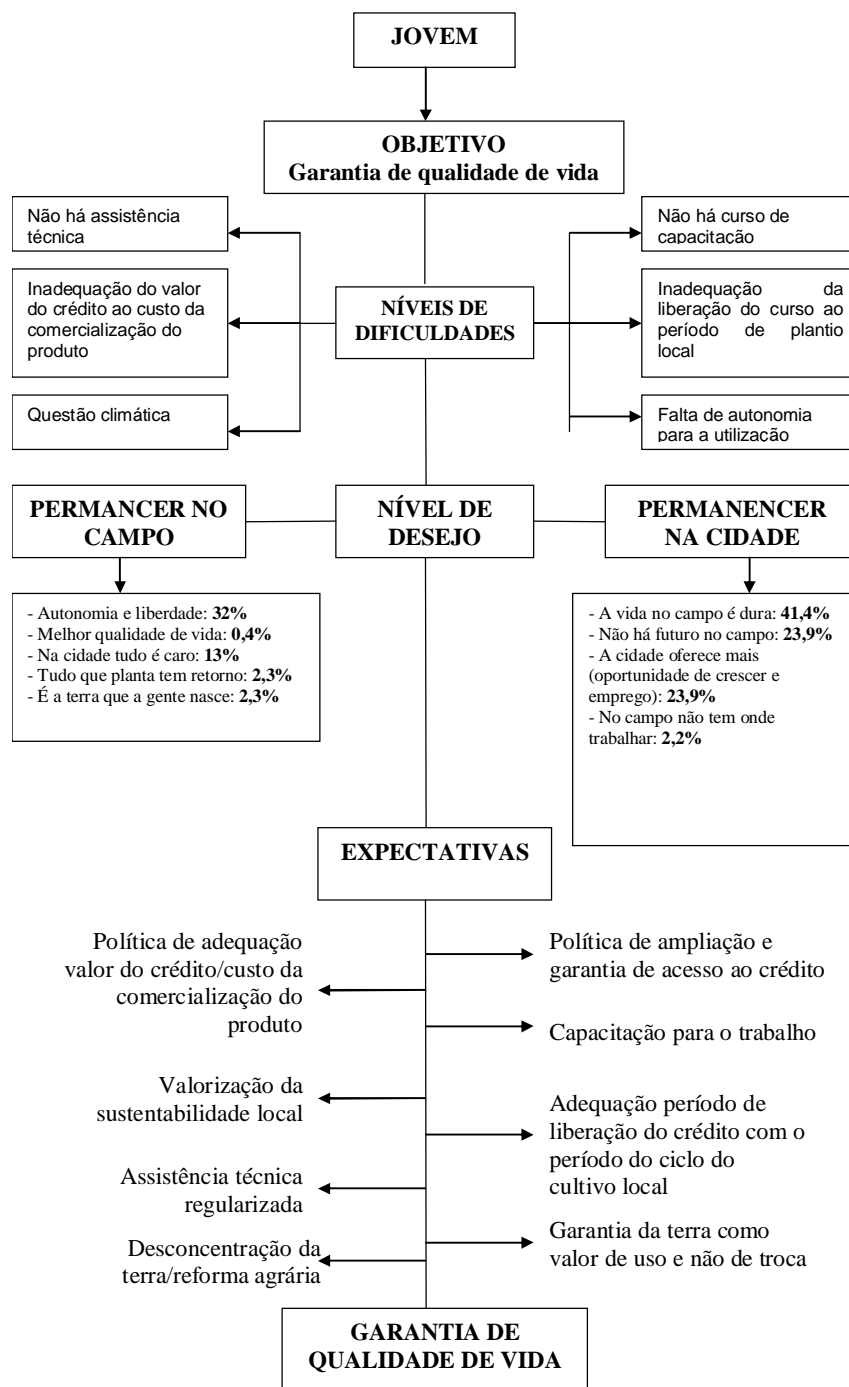 JOVEM
OBJETIVO
Garantia de qualidade de vida
Não há assistência
técnica
Inadequação do valor
do crédito ao custo da
comercialização do
produto
Questão climática
NÍVEIS DE
DIFICULDADES
Não há curso de
capacitação
Inadequação da
liberação do curso ao
período de plantio
local
Falta de autonomia
para a utilização
PERMANCER NO
CAMPO
NÍVEL DE
DESEJO
PERMANENCER
NA CIDADE
- Autonomia e liberdade: 32%
- Melhor qualidade de vida: 0,4%
- Na cidade tudo é caro: 13%
- Tudo que planta tem retorno: 2,3%
- É a terra que a gente nasce: 2,3%
- A vida no campo é dura: 41,4%
- Não há futuro no campo: 23,9%
- A cidade oferece mais
(oportunidade de crescer e
emprego): 23,9%
- No campo não tem onde
trabalhar: 2,2%
EXPECTATIVAS
Política de adequação
valor do crédito/custo da
comercialização do
produto
Política de ampliação e
garantia de acesso ao crédito
Capacitação para o trabalho
Valorização da
sustentabilidade local
Adequação período de
liberação do crédito com o
período do ciclo do
cultivo local
Assistência técnica
regularizada
Garantia da terra como
valor de uso e não de troca
Desconcentração da
terra/reforma agrária
GARANTIA DE
QUALIDADE DE VIDA